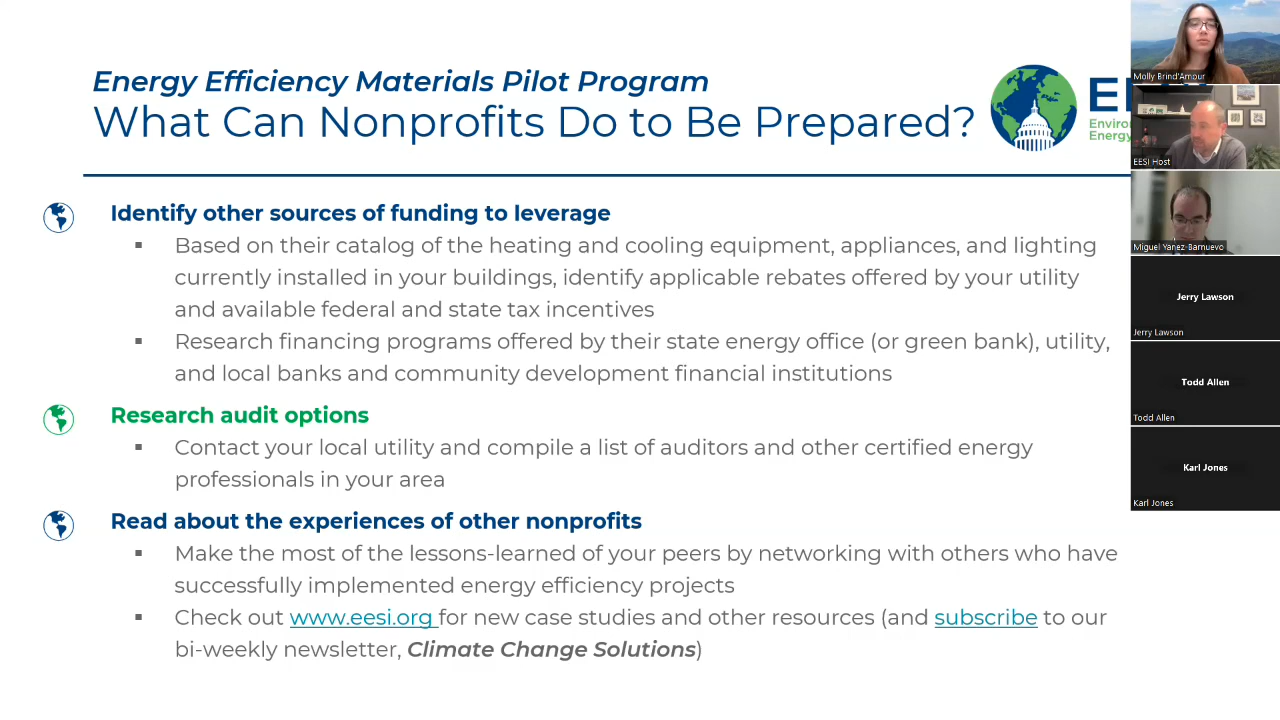 Energy Efficiency Materials Pilot Program
What Can Nonprofits Do to Be Prepared?
Environ
Energy
Identify other sources of funding to leverage
▪ Based on their catalog of the heating and cooling equipment, appliances, and lighting
currently installed in your buildings, identify applicable rebates offered by your utility
and available federal and state tax incentives
▪ Research financing programs offered by their state energy office (or green bank), utility,
and local banks and community development financial institutions
Research audit options
▪ Contact your local utility and compile a list of auditors and other certified energy
professionals in your area
Read about the experiences of other nonprofits
▪ Make the most of the lessons-learned of your peers by networking with others who have
successfully implemented energy efficiency projects
▪ Check out www.eesi.org for new case studies and other resources (and subscribe to our
bi-weekly newsletter, Climate Change Solutions)
Molly Brind'Amour
EESI Host
Miguel Yanez-Barnuevo
Jerry Lawson
Jerry Lawson
Todd Allen
Todd Allen
Karl Jones
Karl Jones